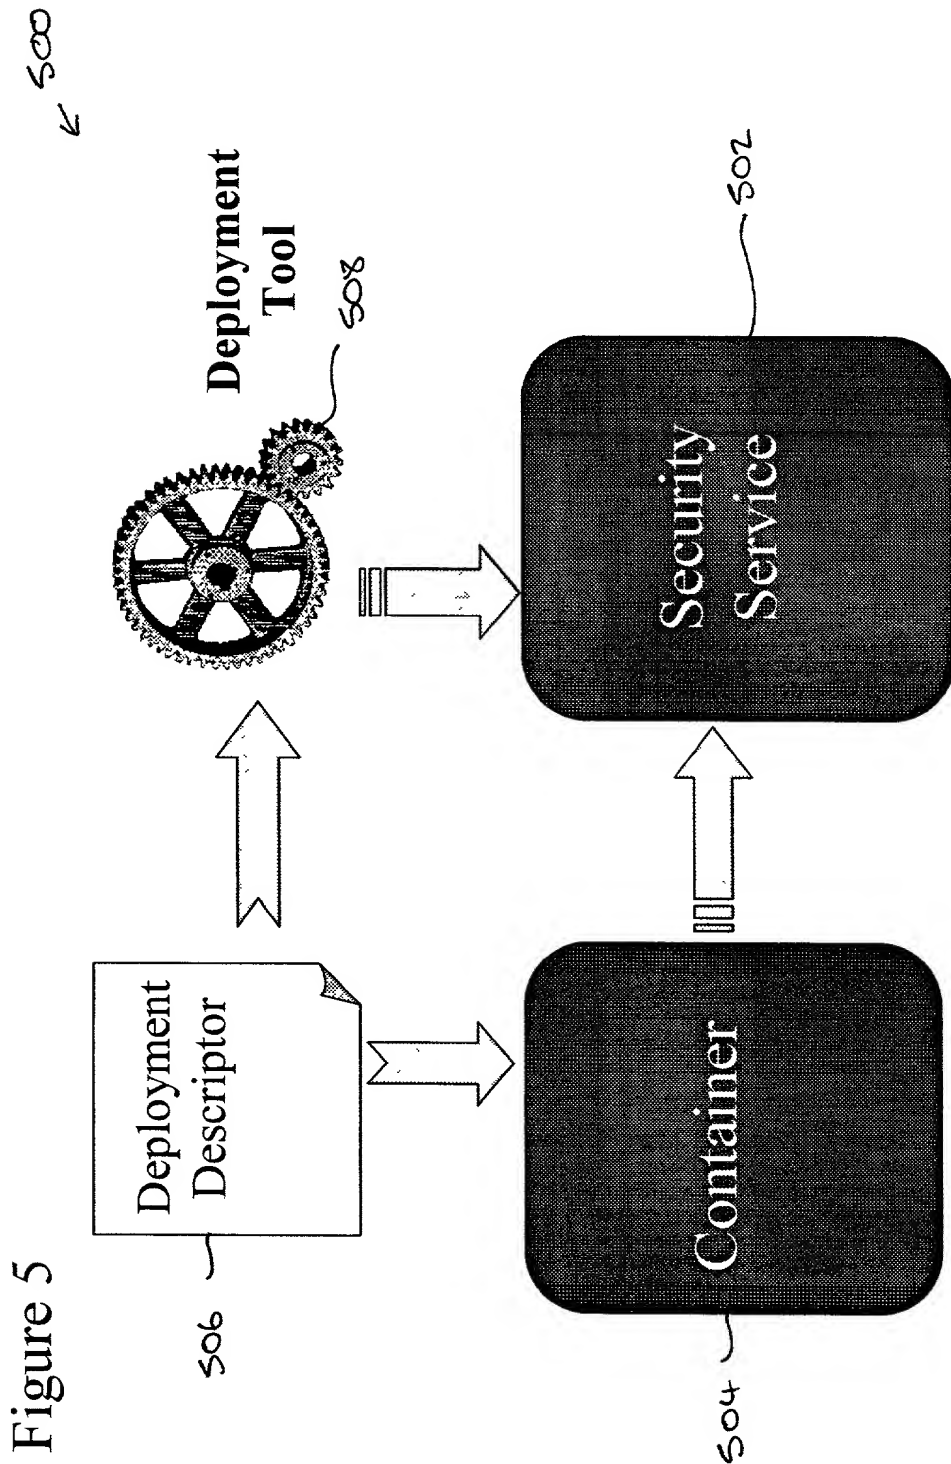 Figure 5
500
Deployment
Descriptor
506
Deployment
Tool
508
Container
504
Security
Service
502